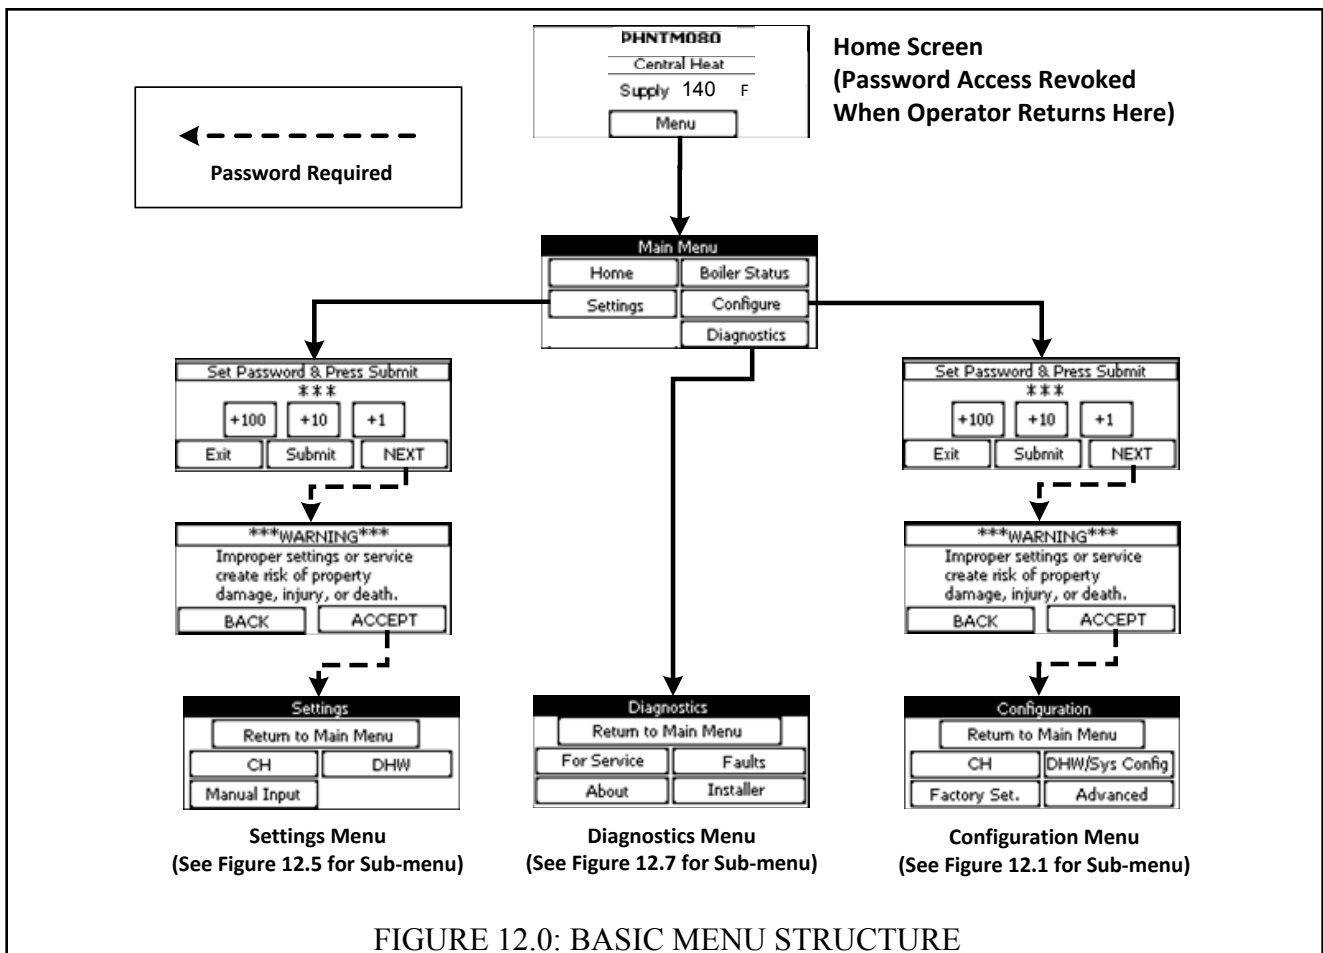 PHNTM080
Central Heat
Supply 140 F
Menu
Home Screen
(Password Access Revoked
When Operator Returns Here)
Password Required
Main Menu
Home
Boiler Status
Settings
Configure
Diagnostics
Set Password & Press Submit
***
+100 +10 +1
Exit Submit NEXT
***WARNING***
Improper settings or service
create risk of property
damage, injury, or death.
BACK ACCEPT
Settings
Return to Main Menu
CH DHW
Manual Input
Settings Menu
(See Figure 12.5 for Sub-menu)
Diagnostics
Return to Main Menu
For Service Faults
About Installer
Diagnostics Menu
(See Figure 12.7 for Sub-menu)
Set Password & Press Submit
***
+100 +10 +1
Exit Submit NEXT
***WARNING***
Improper settings or service
create risk of property
damage, injury, or death.
BACK ACCEPT
Configuration
Return to Main Menu
CH DHW/Sys Config
Factory Set. Advanced
Configuration Menu
(See Figure 12.1 for Sub-menu)
FIGURE 12.0: BASIC MENU STRUCTURE